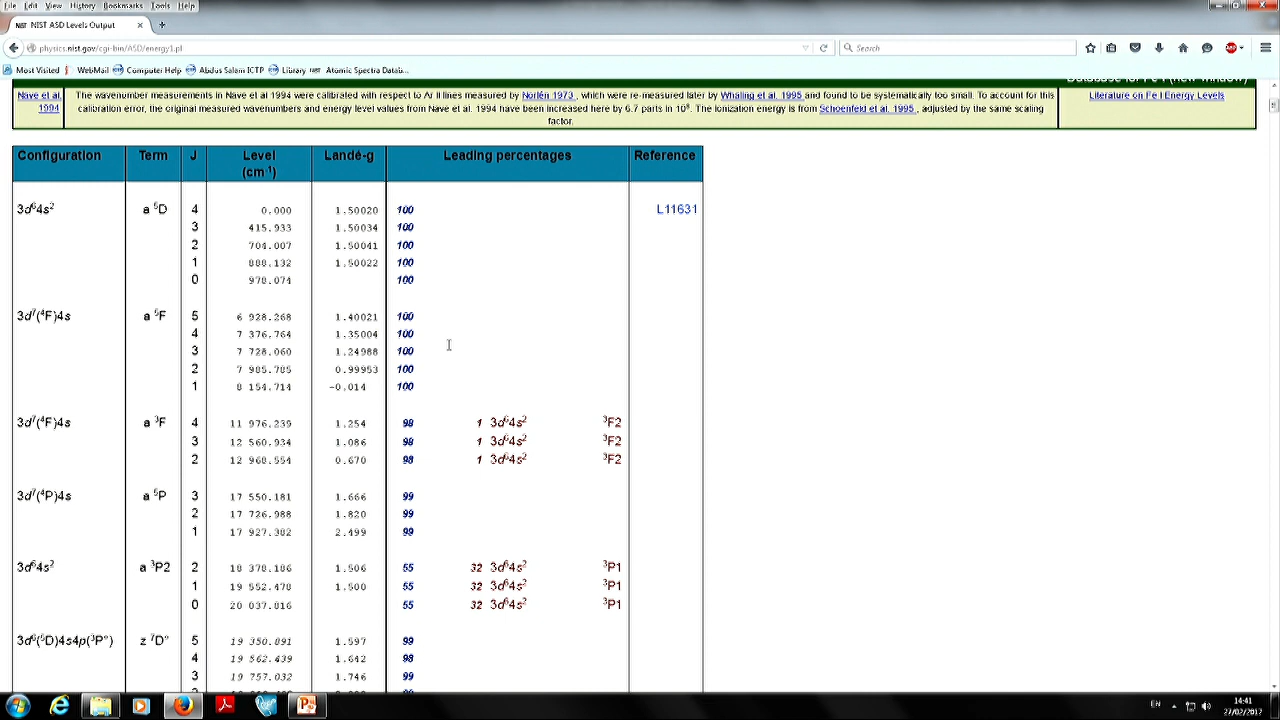 File Edit View History Bookmarks Tools Help
NIST NIST ASD Levels Output × +
physics.nist.gov/cgi-bin/ASD/energy1.pl Search
Most Visited WebMail Computer Help Abdus Salam ICTP Library NIST Atomic Spectra Datab...
Database for Fe I (new window)
Nave et al. 1994 The wavenumber measurements in Nave et al 1994 were calibrated with respect to Ar II lines measured by Norlén 1973 , which were re-measured later by Whaling et al. 1995 and found to be systematically too small. To account for this Literature on Fe I Energy Levels
calibration error, the original measured wavenumbers and energy level values from Nave et al. 1994 have been increased here by 6.7 parts in 10⁸. The Ionization energy is from Schoenfeld et al. 1995 , adjusted by the same scaling
factor.
Configuration Term J Level (cm⁻¹) Landé-g Leading percentages Reference
3d⁶4s² a ⁵D 4 0.000 1.50020 100 L11631
3 415.933 1.50034 100
2 704.007 1.50041 100
1 888.132 1.50022 100
0 978.074 100
3d⁷(⁴F)4s a ⁵F 5 6 928.268 1.40021 100
4 7 376.764 1.35004 100
3 7 728.060 1.24988 100
2 7 985.785 0.99953 100
1 8 154.714 -0.014 100
3d⁷(⁴F)4s a ³F 4 11 976.239 1.254 98 1 3d⁶4s² ³F2
3 12 560.934 1.086 98 1 3d⁶4s² ³F2
2 12 968.554 0.670 98 1 3d⁶4s² ³F2
3d⁷(⁴P)4s a ⁵P 3 17 550.181 1.666 99
2 17 726.988 1.820 99
1 17 927.382 2.499 99
3d⁶4s² a ³P2 2 18 378.186 1.506 55 32 3d⁶4s² ³P1
1 19 552.478 1.500 55 32 3d⁶4s² ³P1
0 20 037.816 55 32 3d⁶4s² ³P1
3d⁶(⁵D)4s4p(³P°) z ⁷D° 5 19 350.891 1.597 99
4 19 562.439 1.642 98
3 19 757.032 1.746 99
EN 14:41
27/02/2017